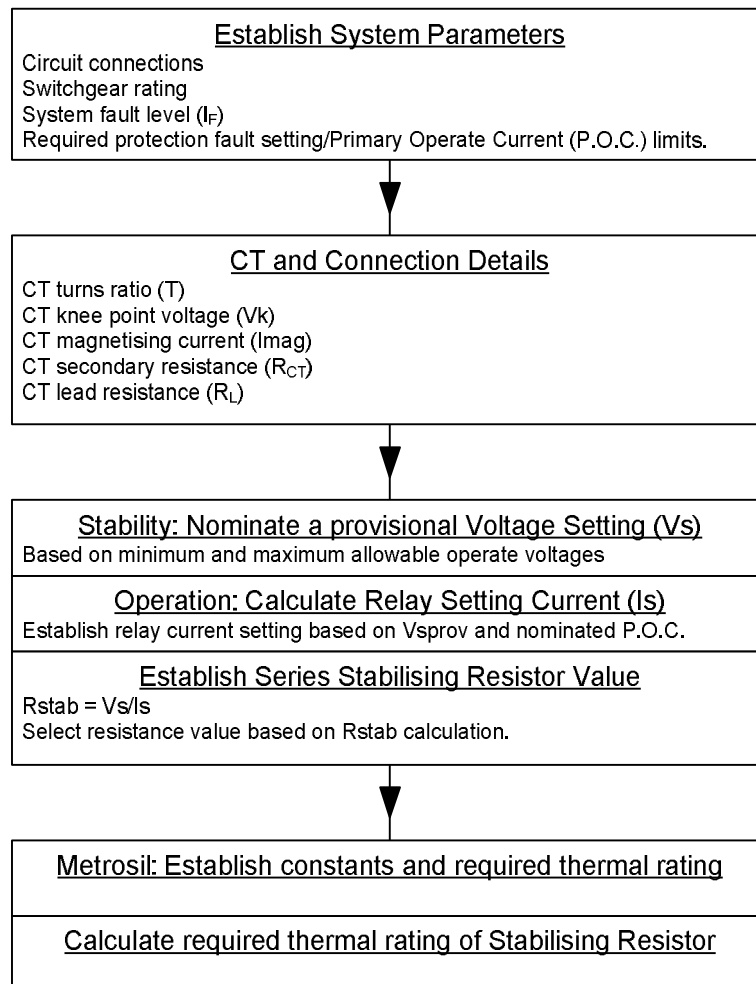 Establish System Parameters
Circuit connections
Switchgear rating
System fault level (IF)
Required protection fault setting/Primary Operate Current (P.O.C.) limits.
CT and Connection Details
CT turns ratio (T)
CT knee point voltage (Vk)
CT magnetising current (Imag)
CT secondary resistance (RCT)
CT lead resistance (RL)
Stability: Nominate a provisional Voltage Setting (Vs)
Based on minimum and maximum allowable operate voltages
Operation: Calculate Relay Setting Current (Is)
Establish relay current setting based on Vsprov and nominated P.O.C.
Establish Series Stabilising Resistor Value
Rstab = Vs/Is
Select resistance value based on Rstab calculation.
Metrosil: Establish constants and required thermal rating
Calculate required thermal rating of Stabilising Resistor